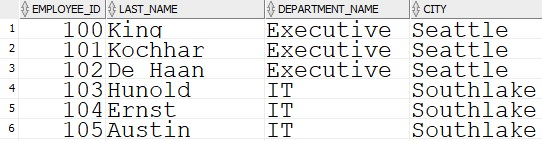 EMPLOYEE_ID LAST_NAME DEPARTMENT_NAME CITY
1 100 King Executive Seattle
2 101 Kochhar Executive Seattle
3 102 De Haan Executive Seattle
4 103 Hunold IT Southlake
5 104 Ernst IT Southlake
6 105 Austin IT Southlake